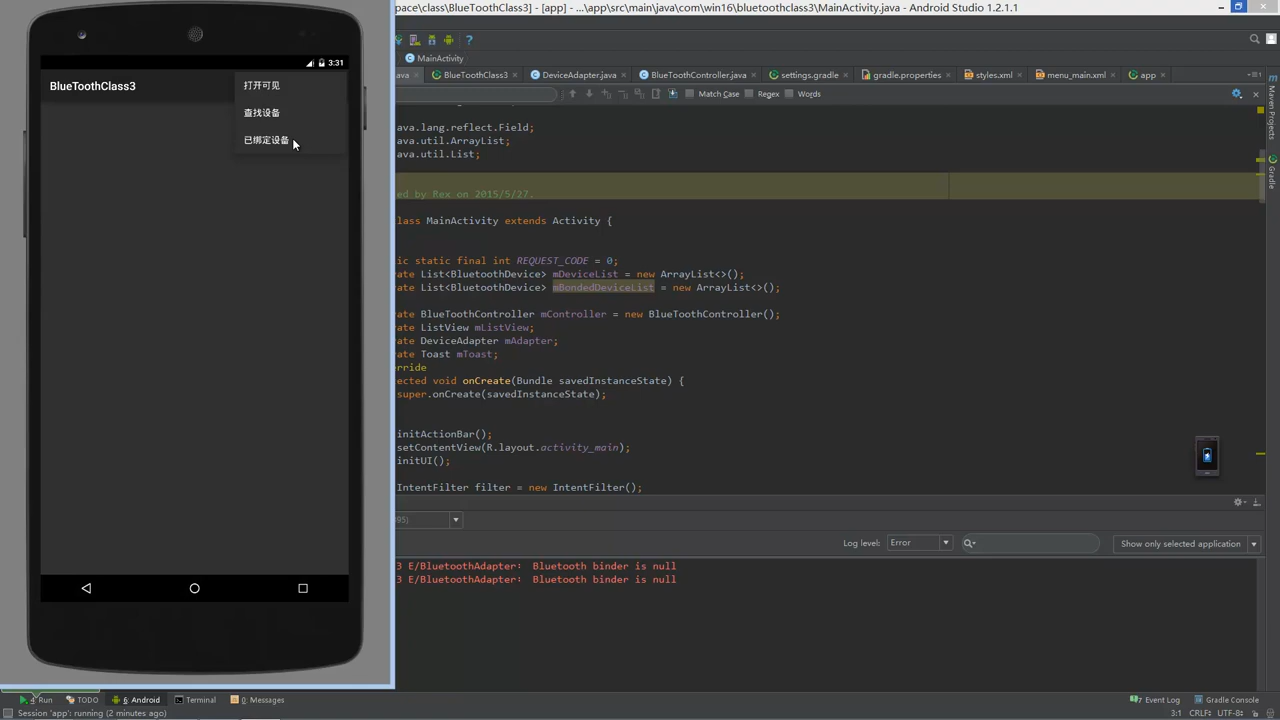 space\class\BlueToothClass3] - [app] - ...\app\src\main\java\com\win16\bluetoothclass3\MainActivity.java - Android Studio 1.2.1.1
MainActivity
3:31
BlueToothClass3
打开可见
查找设备
已绑定设备
ava BlueToothClass3 DeviceAdapter.java BlueToothController.java settings.gradle gradle.properties styles.xml menu_main.xml app
Match Case Regex Words
ava.lang.reflect.Field;
ava.util.ArrayList;
ava.util.List;
ed by Rex on 2015/5/27.
class MainActivity extends Activity {
ic static final int REQUEST_CODE = 0;
ate List<BluetoothDevice> mDeviceList = new ArrayList<>();
ate List<BluetoothDevice> mBondedDeviceList = new ArrayList<>();
ate BlueToothController mController = new BlueToothController();
ate ListView mListView;
ate DeviceAdapter mAdapter;
ate Toast mToast;
rride
ected void onCreate(Bundle savedInstanceState) {
super.onCreate(savedInstanceState);
initActionBar();
setContentView(R.layout.activity_main);
initUI();
IntentFilter filter = new IntentFilter();
Maven Projects
Gradle
Log level: Error Show only selected application
3 E/BluetoothAdapter: Bluetooth binder is null
3 E/BluetoothAdapter: Bluetooth binder is null
4: Run TODO 6: Android Terminal 0: Messages 7 Event Log Gradle Console
Session 'app': running (2 minutes ago) 3:1 CRLF UTF-8